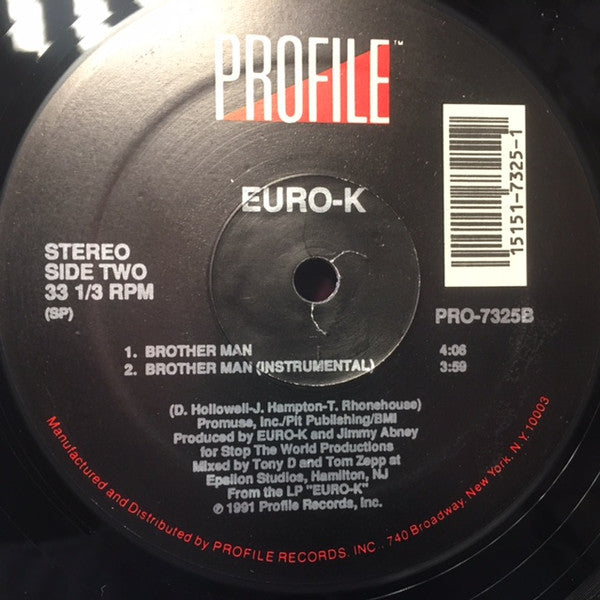 PROFILE™
EURO-K
STEREO
SIDE TWO
33 1/3 RPM
(SP)
15151-7325-1
PRO-7325B
1. BROTHER MAN 4:06
2. BROTHER MAN (INSTRUMENTAL) 3:59
(D. Hollowell-J. Hampton-T. Rhonehouse)
Promuse, Inc./Pit Publishing/BMI
Produced by EURO-K and Jimmy Abney
for Stop The World Productions
Mixed by Tony D and Tom Zepp at
Epsilon Studios, Hamilton, NJ
From the LP "EURO-K"
℗ 1991 Profile Records, Inc.
Manufactured and Distributed by PROFILE RECORDS, INC., 740 Broadway, New York, N.Y. 10003